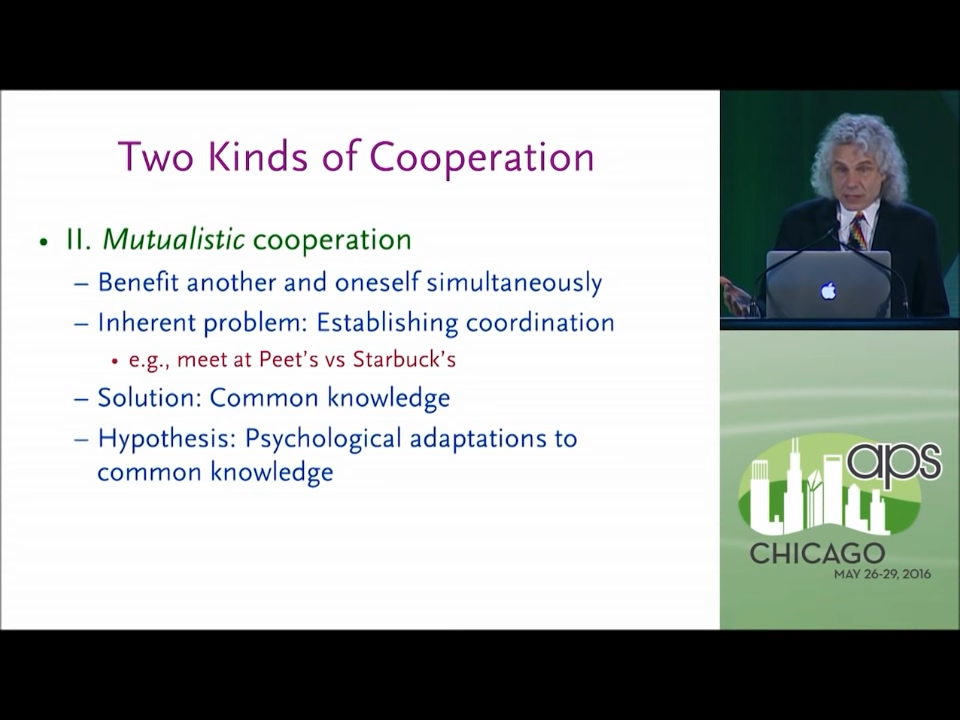 Two Kinds of Cooperation
• II. Mutualistic cooperation
– Benefit another and oneself simultaneously
– Inherent problem: Establishing coordination
• e.g., meet at Peet's vs Starbuck's
– Solution: Common knowledge
– Hypothesis: Psychological adaptations to
common knowledge
aps
CHICAGO
MAY 26-29, 2016